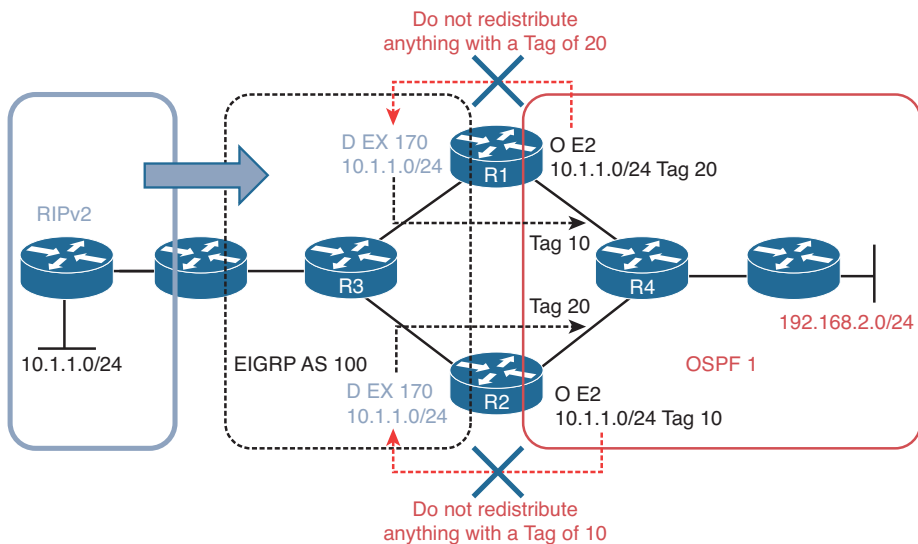 Do not redistribute
anything with a Tag of 20
D EX 170
10.1.1.0/24
R1
O E2
10.1.1.0/24 Tag 20
RIPv2
Tag 10
R3
R4
Tag 20
192.168.2.0/24
10.1.1.0/24
EIGRP AS 100
OSPF 1
D EX 170
10.1.1.0/24
R2
O E2
10.1.1.0/24 Tag 10
Do not redistribute
anything with a Tag of 10